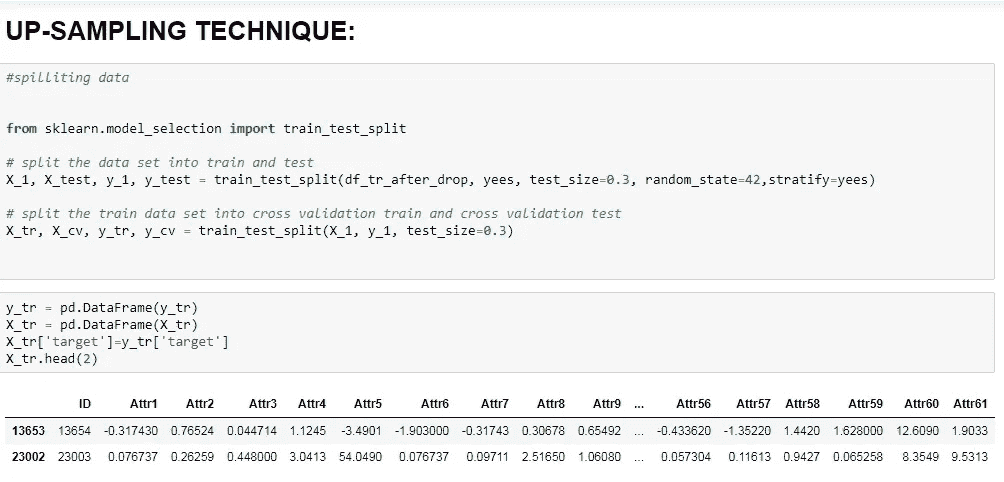 UP-SAMPLING TECHNIQUE:
#spilliting data
from sklearn.model_selection import train_test_split
# split the data set into train and test
X_1, X_test, y_1, y_test = train_test_split(df_tr_after_drop, yees, test_size=0.3, random_state=42,stratify=yees)
# split the train data set into cross validation train and cross validation test
X_tr, X_cv, y_tr, y_cv = train_test_split(X_1, y_1, test_size=0.3)
y_tr = pd.DataFrame(y_tr)
X_tr = pd.DataFrame(X_tr)
X_tr['target']=y_tr['target']
X_tr.head(2)
ID Attr1 Attr2 Attr3 Attr4 Attr5 Attr6 Attr7 Attr8 Attr9 ... Attr56 Attr57 Attr58 Attr59 Attr60 Attr61
13653 13654 -0.317430 0.76524 0.044714 1.1245 -3.4901 -1.903000 -0.31743 0.30678 0.65492 ... -0.433620 -1.35220 1.4420 1.628000 12.6090 1.9033
23002 23003 0.076737 0.26259 0.448000 3.0413 54.0490 0.076737 0.09711 2.51650 1.06080 ... 0.057304 0.11613 0.9427 0.065258 8.3549 9.5313